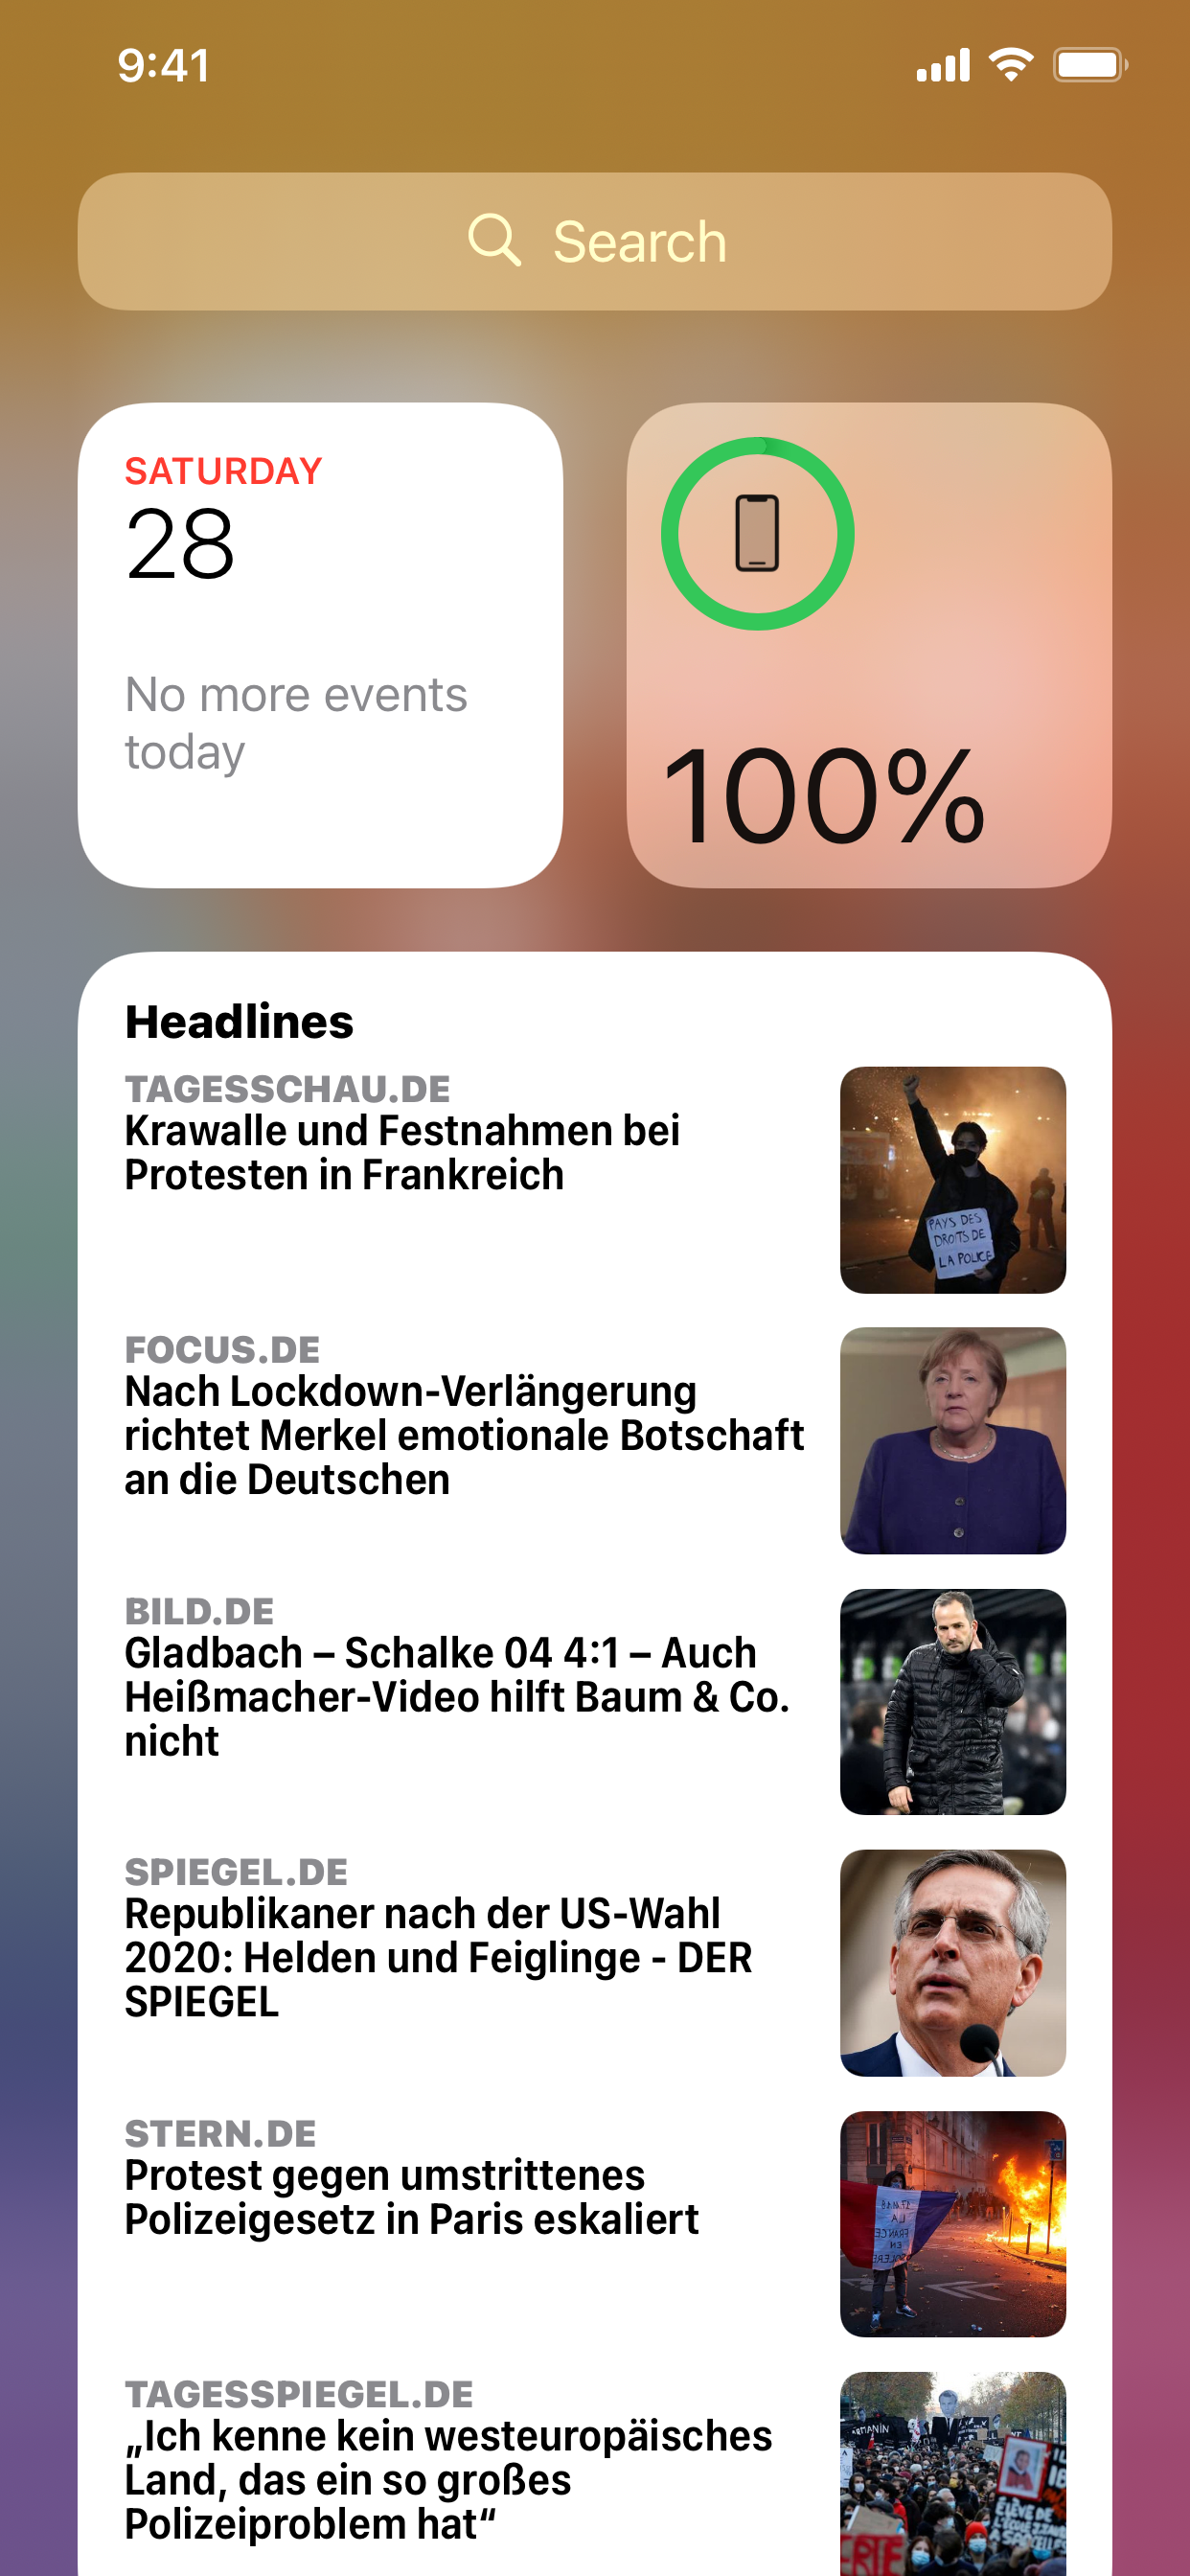 9:41
Search
SATURDAY
28
No more events
today
100%
Headlines
TAGESSCHAU.DE
Krawalle und Festnahmen bei
Protesten in Frankreich
PAYS DES
DROITS DE
LA POLICE
FOCUS.DE
Nach Lockdown-Verlängerung
richtet Merkel emotionale Botschaft
an die Deutschen
BILD.DE
Gladbach – Schalke 04 4:1 – Auch
Heißmacher-Video hilft Baum & Co.
nicht
SPIEGEL.DE
Republikaner nach der US-Wahl
2020: Helden und Feiglinge - DER
SPIEGEL
STERN.DE
Protest gegen umstrittenes
Polizeigesetz in Paris eskaliert
LA
FRANCE
EN
TAGESSPIEGEL.DE
„Ich kenne kein westeuropäisches
Land, das ein so großes
Polizeiproblem hat“